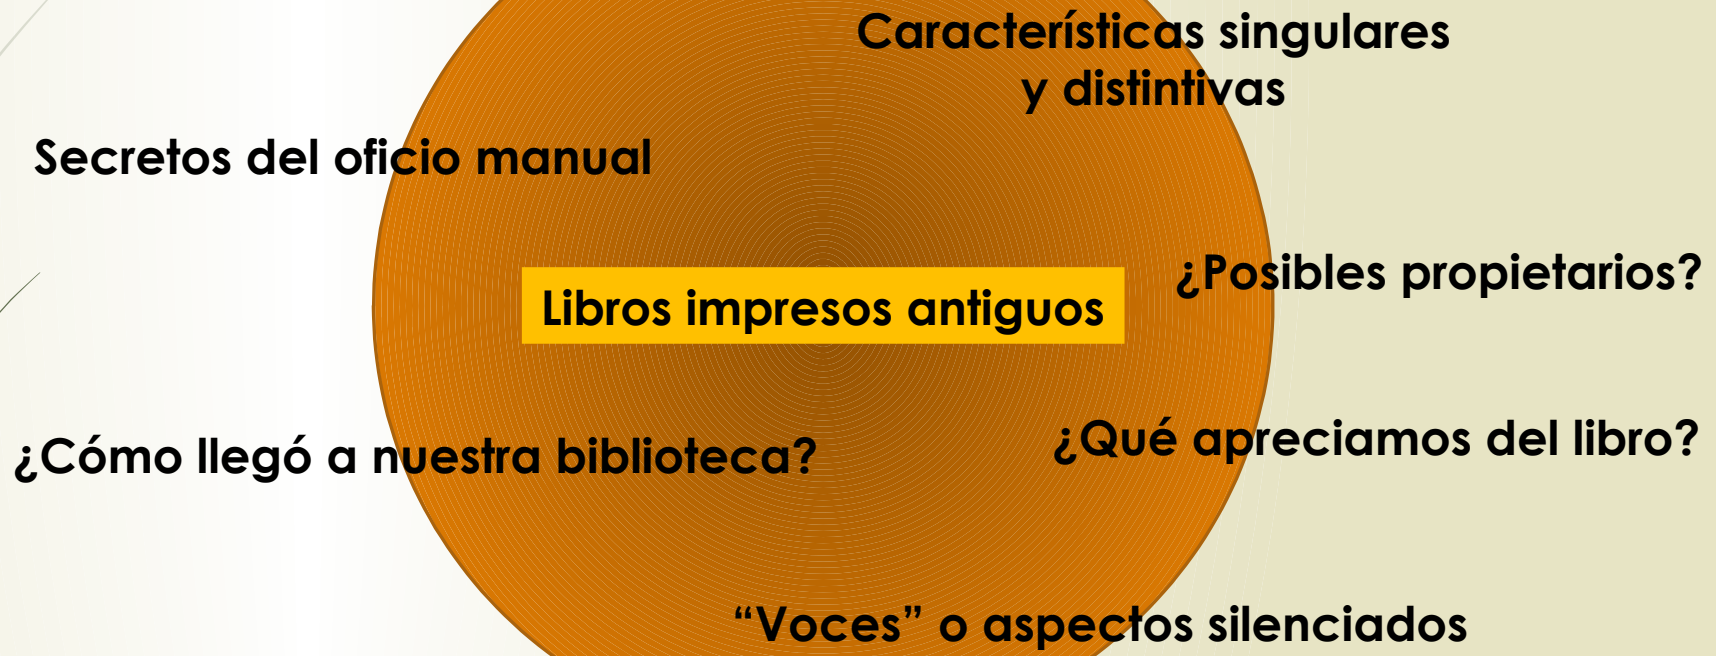 Características singulares
y distintivas
Secretos del oficio manual
¿Posibles propietarios?
Libros impresos antiguos
¿Qué apreciamos del libro?
¿Cómo llegó a nuestra biblioteca?
“Voces” o aspectos silenciados